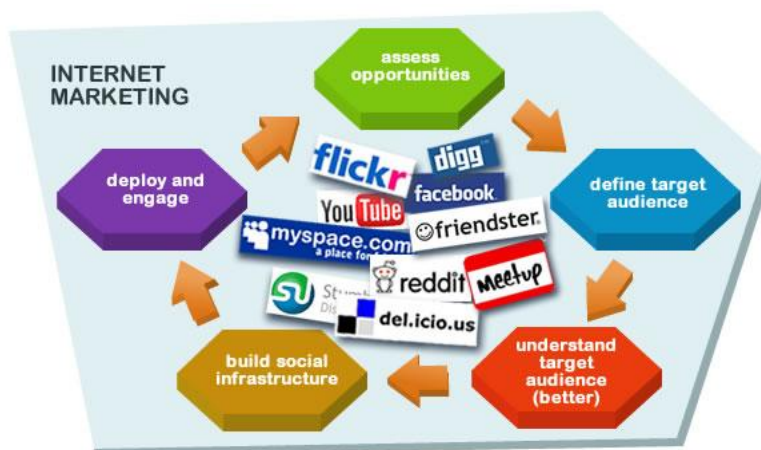 INTERNET
MARKETING
assess
opportunities
define target
audience
understand
target
audience
(better)
build social
infrastructure
deploy and
engage
flickr
digg
YouTube
facebook
friendster
myspace.com
a place for
reddit
Meetup
del.icio.us